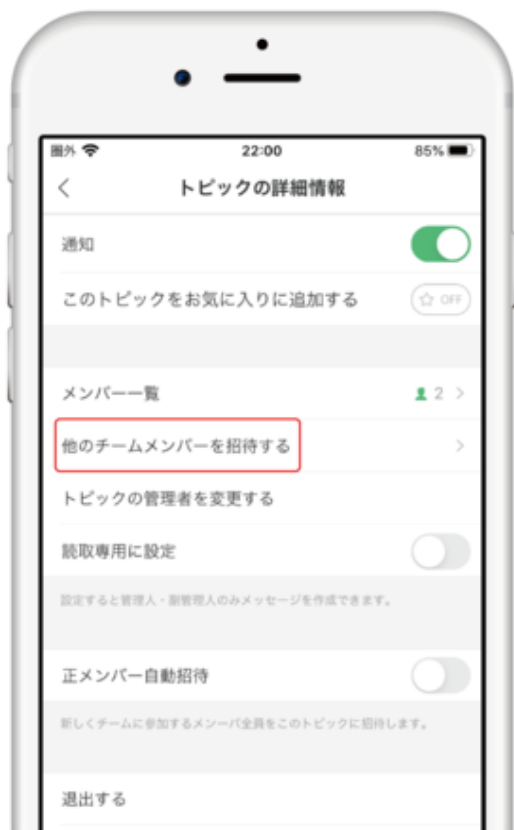 圏外 22:00 85%
トピックの詳細情報
通知
このトピックをお気に入りに追加する OFF
メンバー一覧 2
他のチームメンバーを招待する
トピックの管理者を変更する
読取専用に設定
設定すると管理人・副管理人のみメッセージを作成できます。
正メンバー自動招待
新しくチームに参加するメンーバ全員をこのトピックに招待します。
退出する